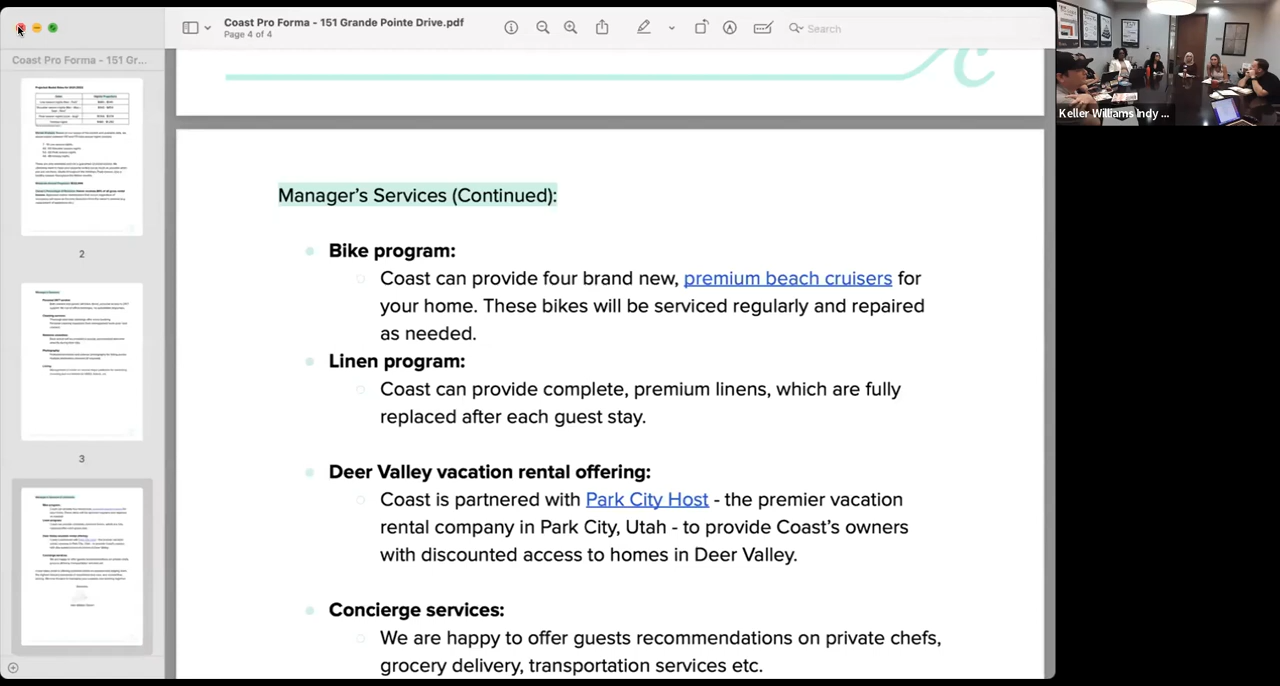 Coast Pro Forma - 151 Grande Pointe Drive.pdf
Page 4 of 4
Search
Coast Pro Forma - 151 Gr...
2
3
Manager's Services (Continued):
Bike program:
Coast can provide four brand new, premium beach cruisers for
your home. These bikes will be serviced regularly and repaired
as needed.
Linen program:
Coast can provide complete, premium linens, which are fully
replaced after each guest stay.
Deer Valley vacation rental offering:
Coast is partnered with Park City Host - the premier vacation
rental company in Park City, Utah - to provide Coast's owners
with discounted access to homes in Deer Valley.
Concierge services:
We are happy to offer guests recommendations on private chefs,
grocery delivery, transportation services etc.
Keller Williams Indy ...